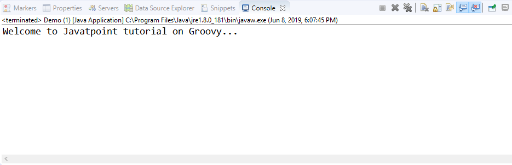 Markers Properties Servers Data Source Explorer Snippets Console
<terminated> Demo (1) [Java Application] C:\Program Files\Java\jre1.8.0_181\bin\javaw.exe (Jun 8, 2019, 6:07:45 PM)
Welcome to Javatpoint tutorial on Groovy...